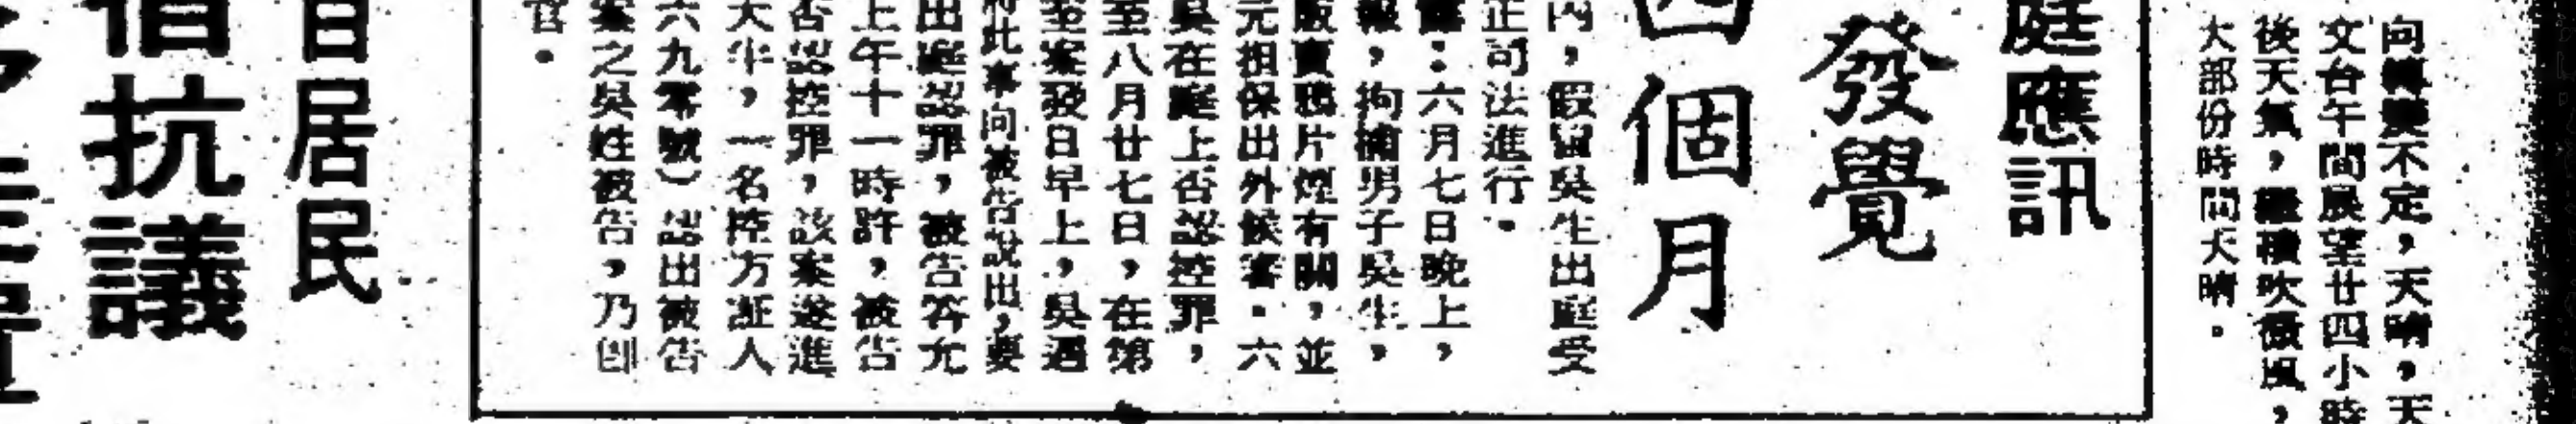 向轉變不定，天晴，天
文台午間展望廿四小時
後天氣，繼續吹微風，
大部份時間天晴。
庭應訊
發覺
四個月
內，假冒吳生出庭受
正司法進行。
：六月七日晚上，
報，拘捕男子吳生，
販賣鴉片煙有關，並
元担保出外候審。六
吳在庭上否認控罪，
至八月廿七日，在第
至案發日早上，吳遇
將此事向被告說出，要
出庭認罪，被告答允
上午十一時許，被告
否認控罪，該案遂進
大半，一名控方証人
六九零號）認出被告
案之吳姓被告，乃即
官。
日居民
宿抗議